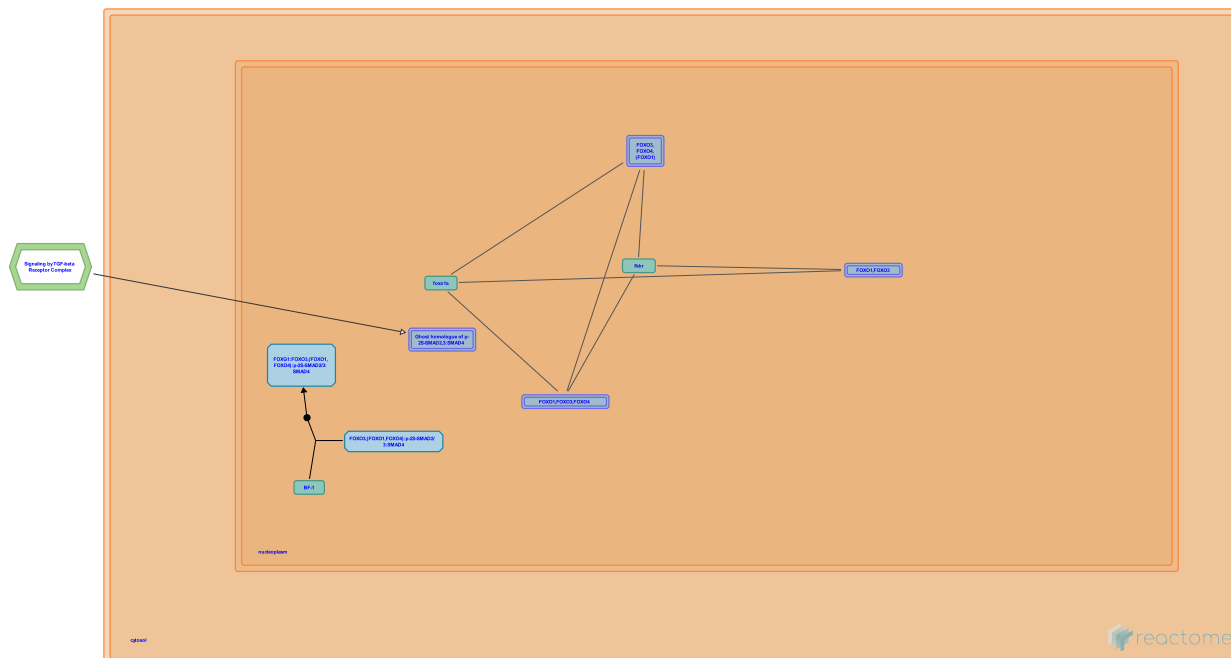 FOXO3,
FOXO4,
(FOXO1)
Signaling by TGF-beta
Receptor Complex
fkhr
FOXO1,FOXO3
foxo1a
Ghost homologue of p-
2S-SMAD2,3:SMAD4
FOXG1:FOXO3,(FOXO1,
FOXO4):p-2S-SMAD2/3:
SMAD4
FOXO1,FOXO3,FOXO4
FOXO3,(FOXO1,FOXO4):p-2S-SMAD2/
3:SMAD4
BF-1
nucleoplasm
cytosol
reactome